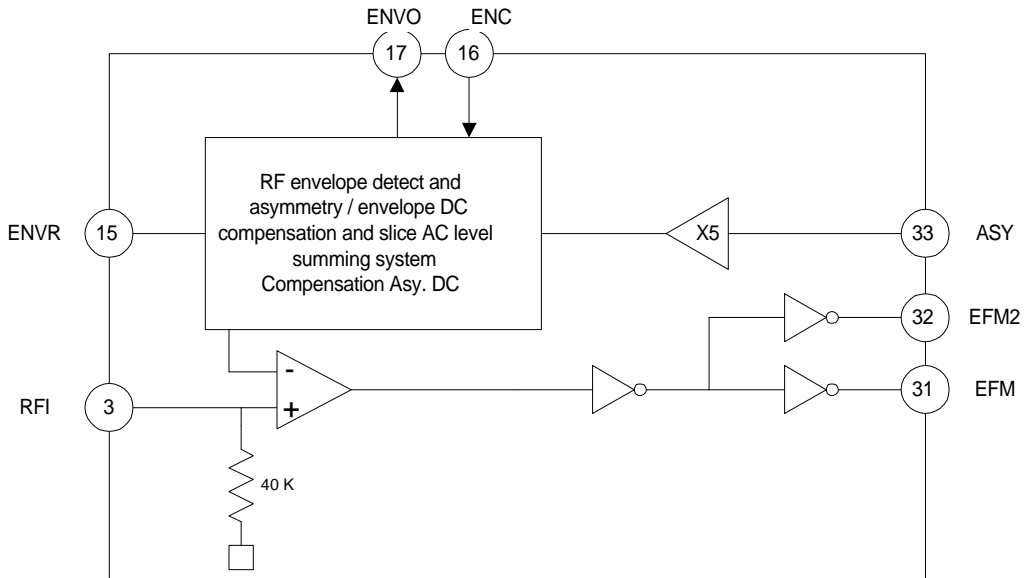 ENVO ENC
17 16
RF envelope detect and
asymmetry / envelope DC
compensation and slice AC level
summing system
Compensation Asy. DC
ENVR 15
X5
33 ASY
32 EFM2
31 EFM
-
+
RFI 3
40 K